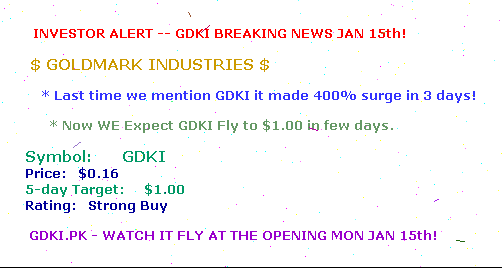 INVESTOR ALERT -- GDKI BREAKING NEWS JAN 15th!
$ GOLDMARK INDUSTRIES $
* Last time we mention GDKI it made 400% surge in 3 days!
* Now WE Expect GDKI Fly to $1.00 in few days.
Symbol: GDKI
Price: $0.16
5-day Target: $1.00
Rating: Strong Buy
GDKI.PK - WATCH IT FLY AT THE OPENING MON JAN 15th!